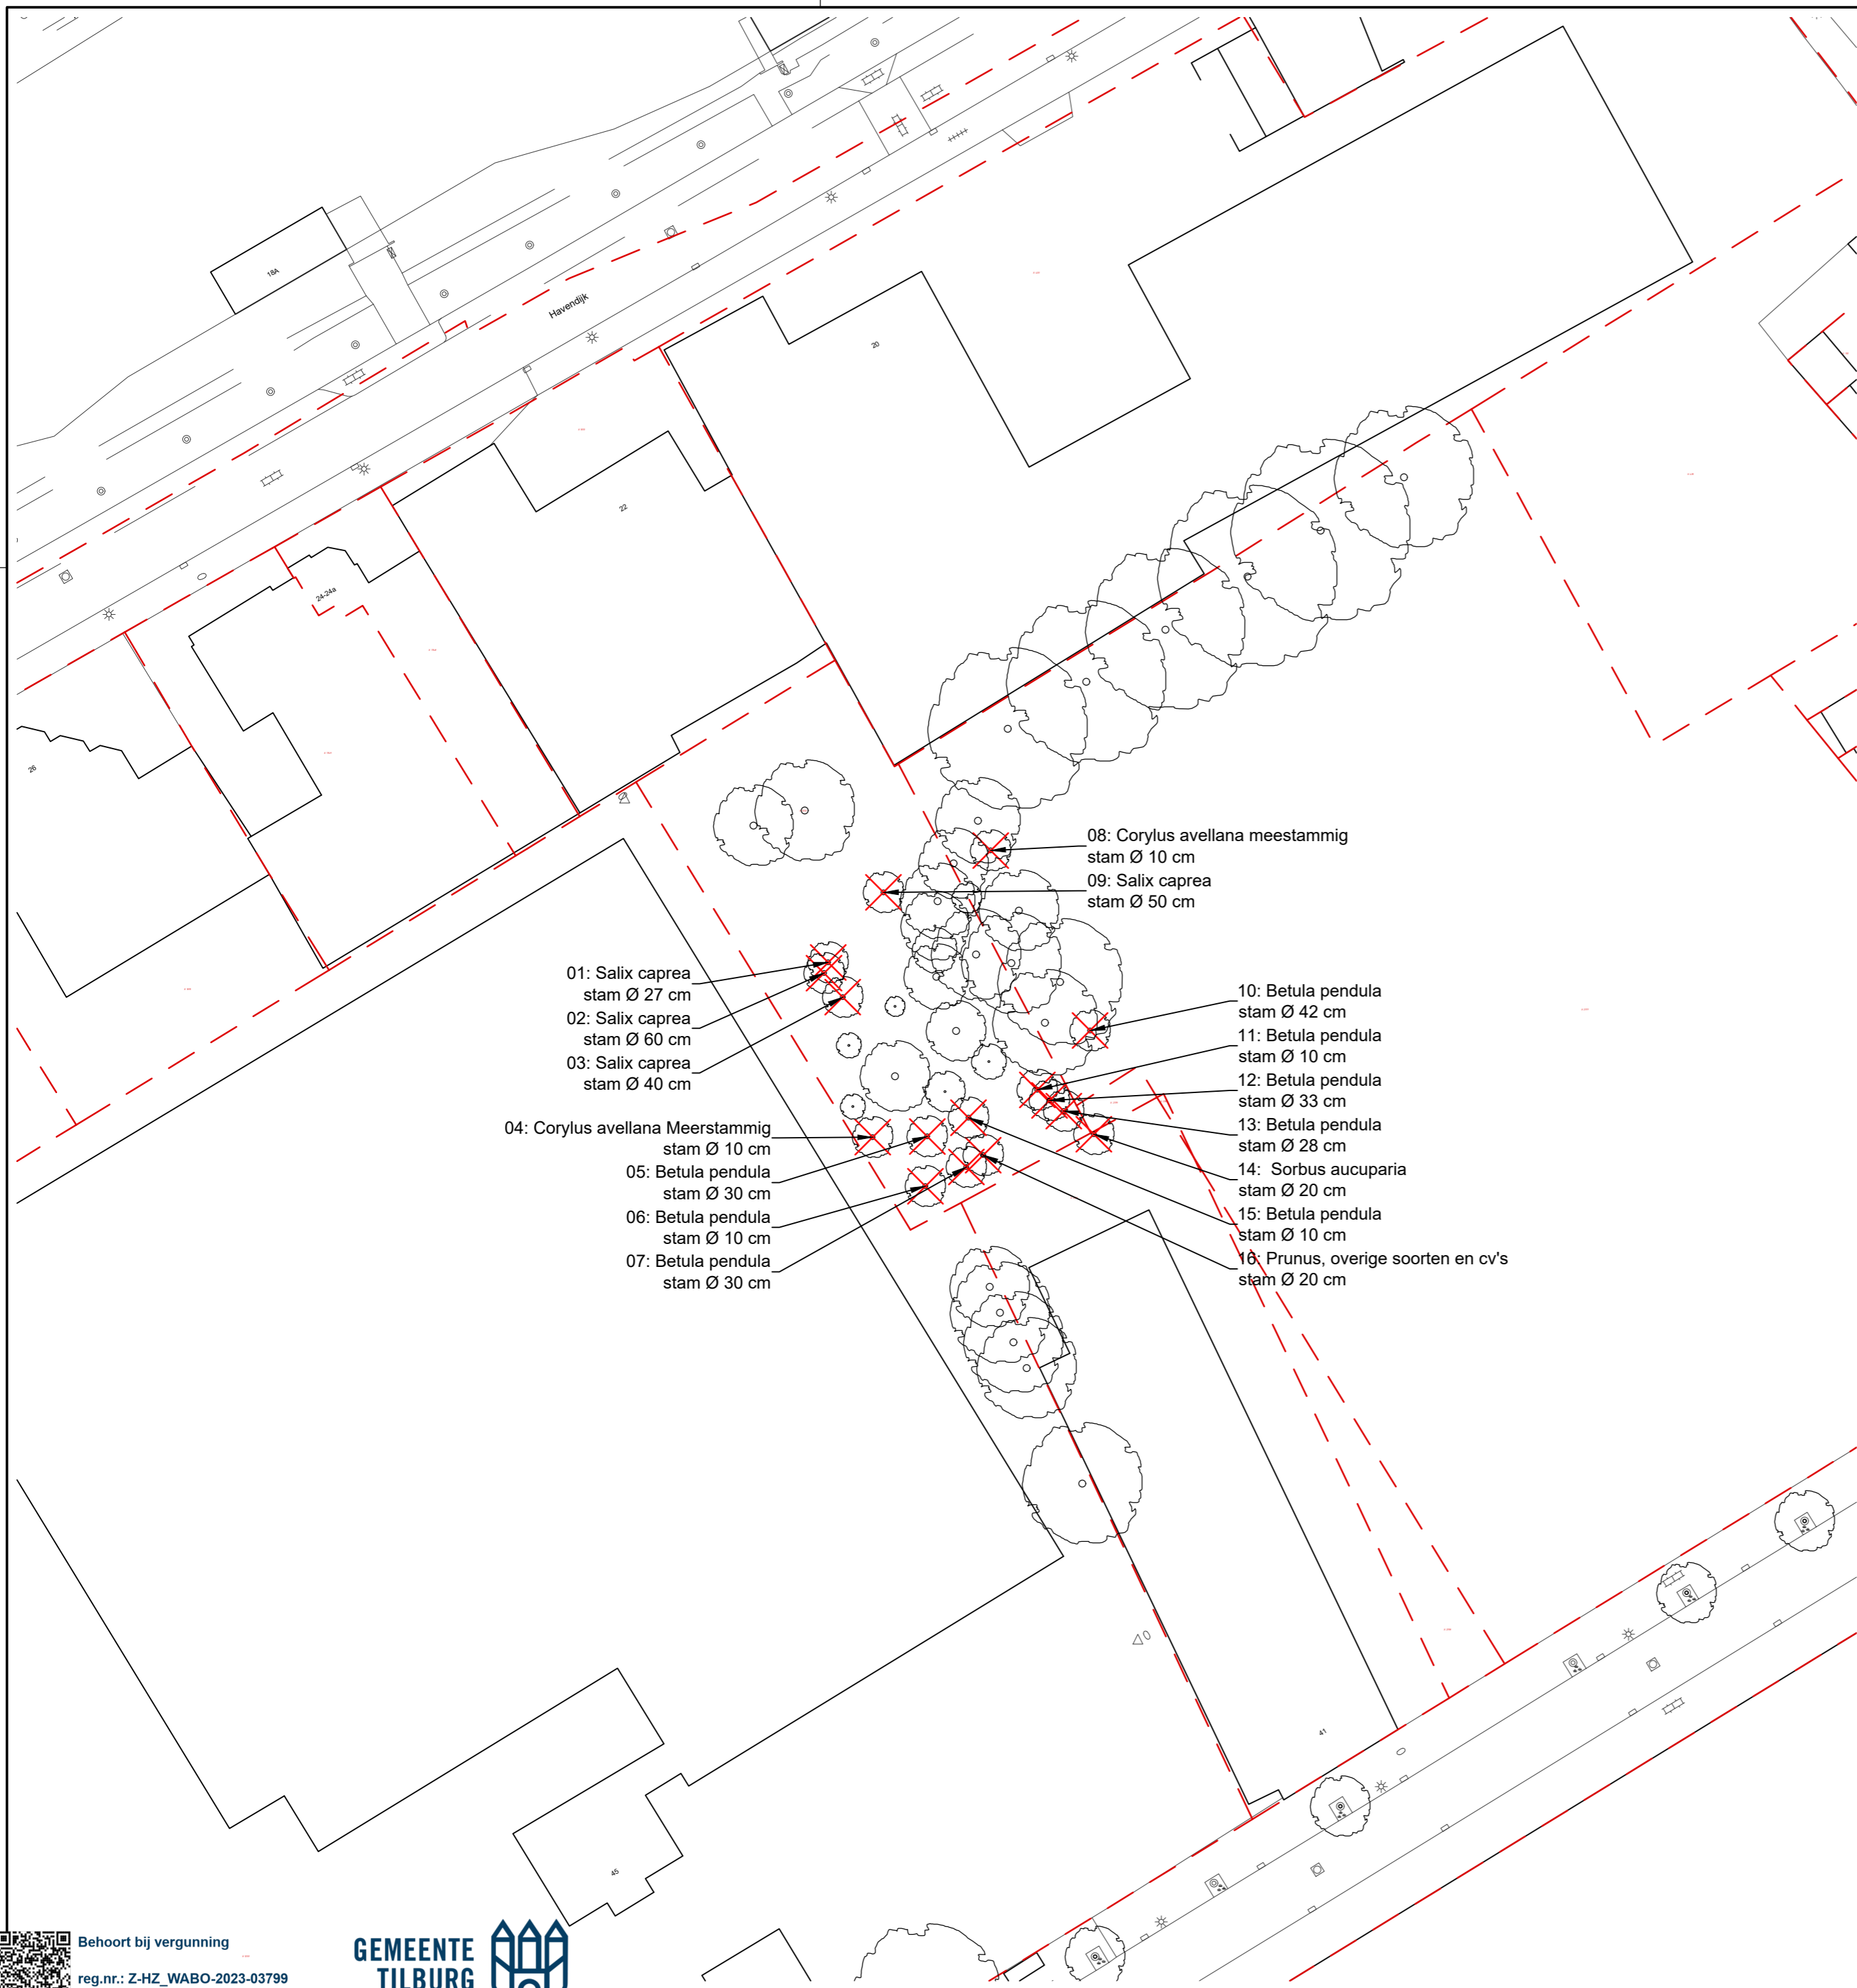 18A
Havendijk
20
22
24-24a
26
08: Corylus avellana meestammig
stam Ø 10 cm
09: Salix caprea
stam Ø 50 cm
01: Salix caprea
stam Ø 27 cm
02: Salix caprea
stam Ø 60 cm
03: Salix caprea
stam Ø 40 cm
04: Corylus avellana Meerstammig
stam Ø 10 cm
05: Betula pendula
stam Ø 30 cm
06: Betula pendula
stam Ø 10 cm
07: Betula pendula
stam Ø 30 cm
10: Betula pendula
stam Ø 42 cm
11: Betula pendula
stam Ø 10 cm
12: Betula pendula
stam Ø 33 cm
13: Betula pendula
stam Ø 28 cm
14: Sorbus aucuparia
stam Ø 20 cm
15: Betula pendula
stam Ø 10 cm
16: Prunus, overige soorten en cv's
stam Ø 20 cm
41
45
Behoort bij vergunning
reg.nr.: Z-HZ_WABO-2023-03799
GEMEENTE
TILBURG